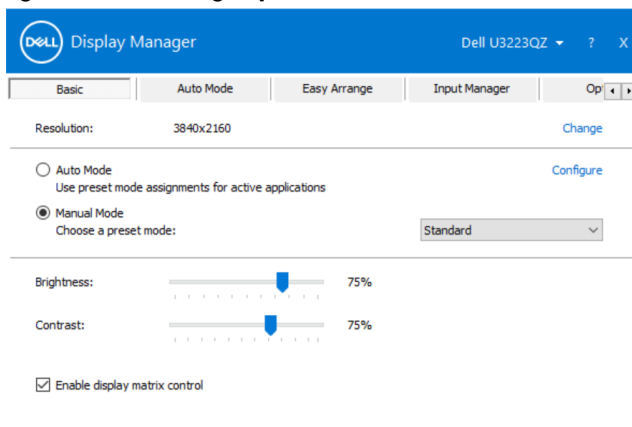 DELL Display Manager Dell U3223QZ ? X
Basic Auto Mode Easy Arrange Input Manager
Resolution: 3840x2160 Change
Auto Mode Configure
Use preset mode assignments for active applications
Manual Mode
Choose a preset mode: Standard
Brightness: 75%
Contrast: 75%
Enable display matrix control